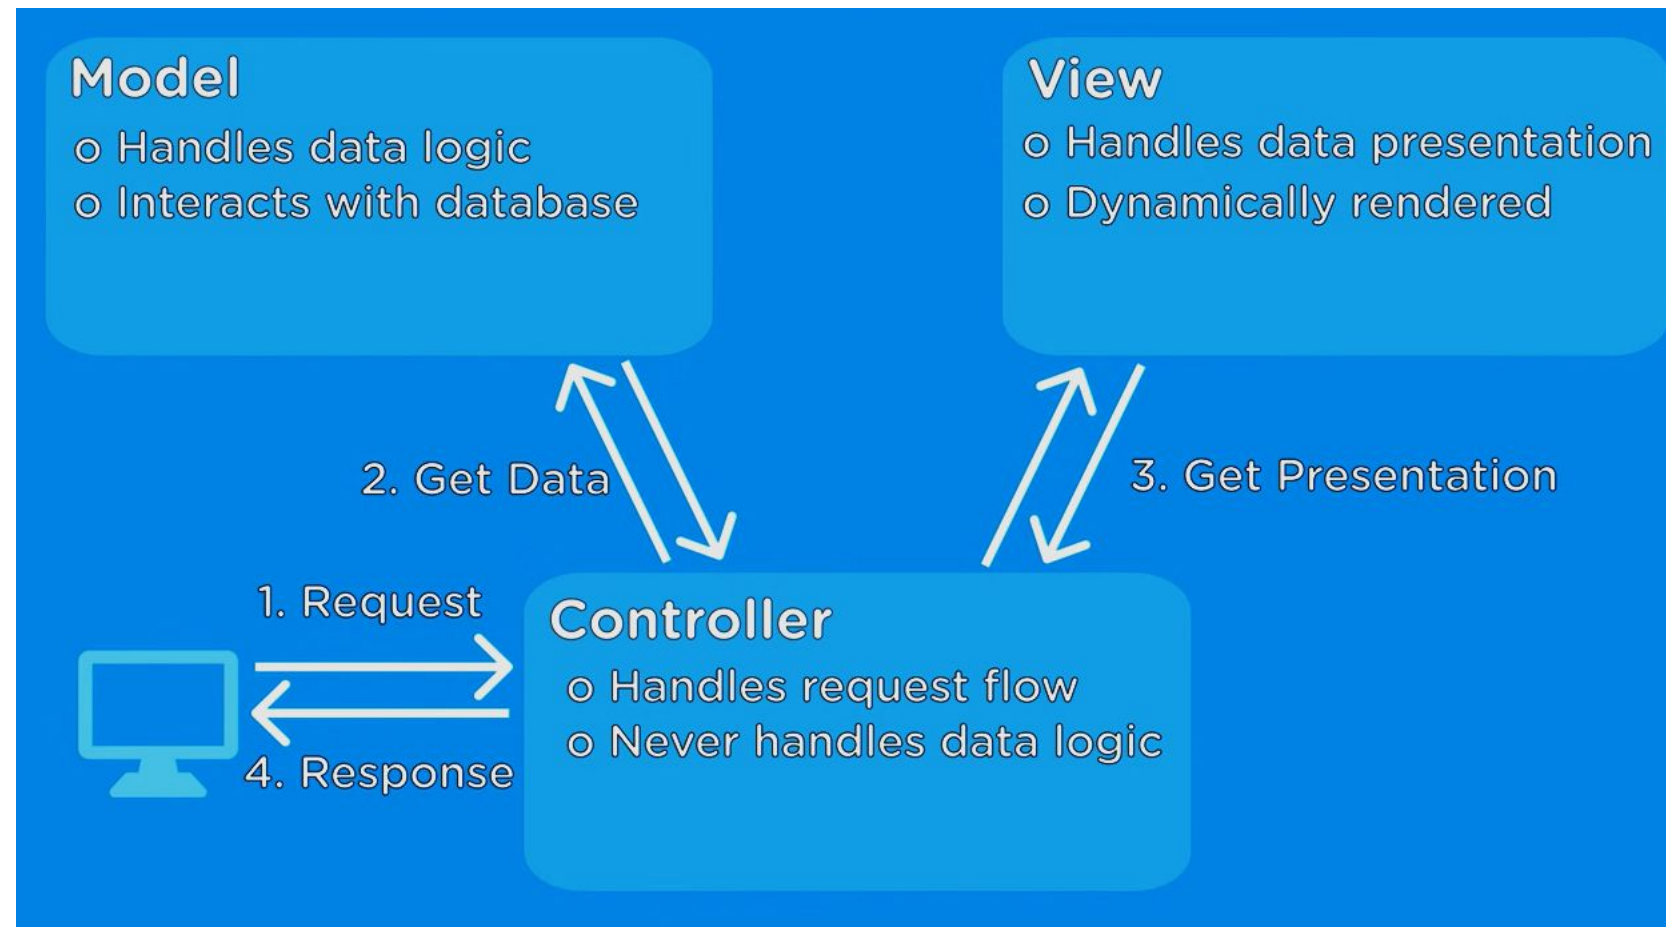 Model
o Handles data logic
o Interacts with database
View
o Handles data presentation
o Dynamically rendered
2. Get Data
3. Get Presentation
1. Request
4. Response
Controller
o Handles request flow
o Never handles data logic